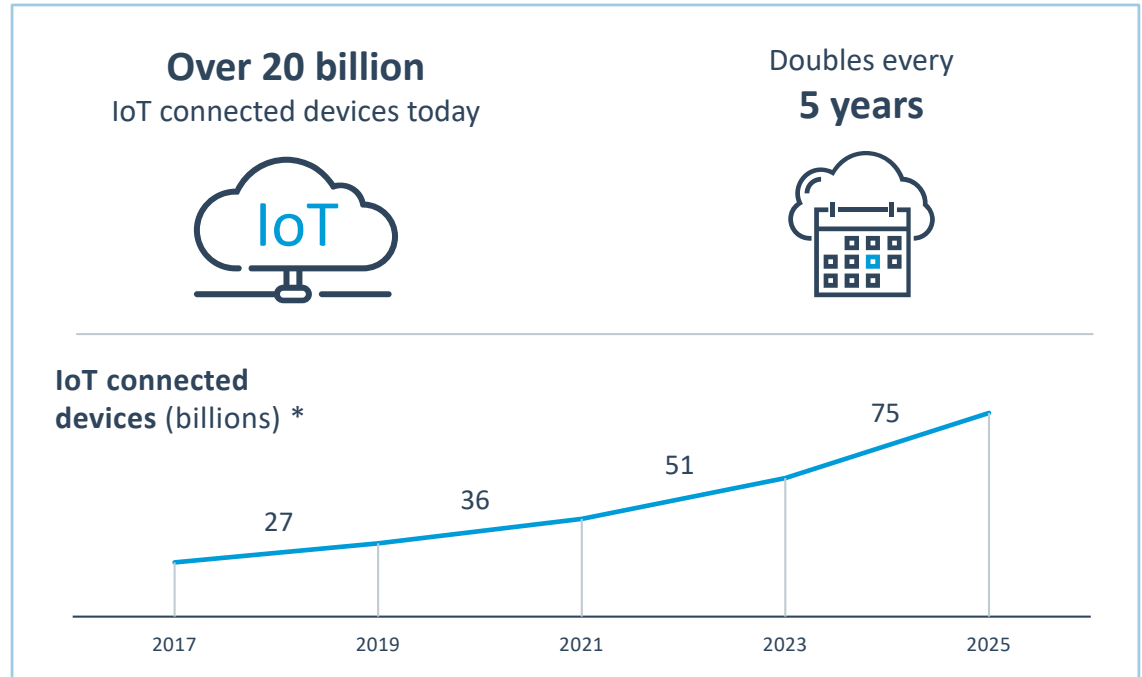 Over 20 billion
IoT connected devices today
IoT
Doubles every
5 years
IoT connected
devices (billions) *
27
36
51
75
2017
2019
2021
2023
2025